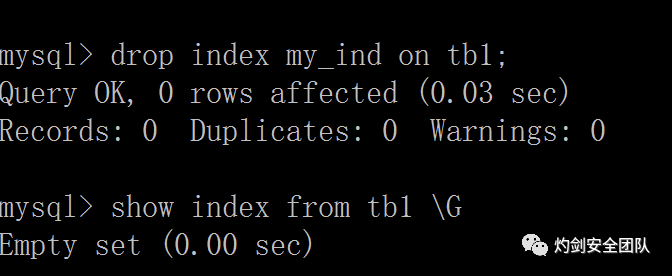 mysql> drop index my_ind on tb1;
Query OK, 0 rows affected (0.03 sec)
Records: 0  Duplicates: 0  Warnings: 0
mysql> show index from tb1 \G
Empty set (0.00 sec)
灼剑安全团队